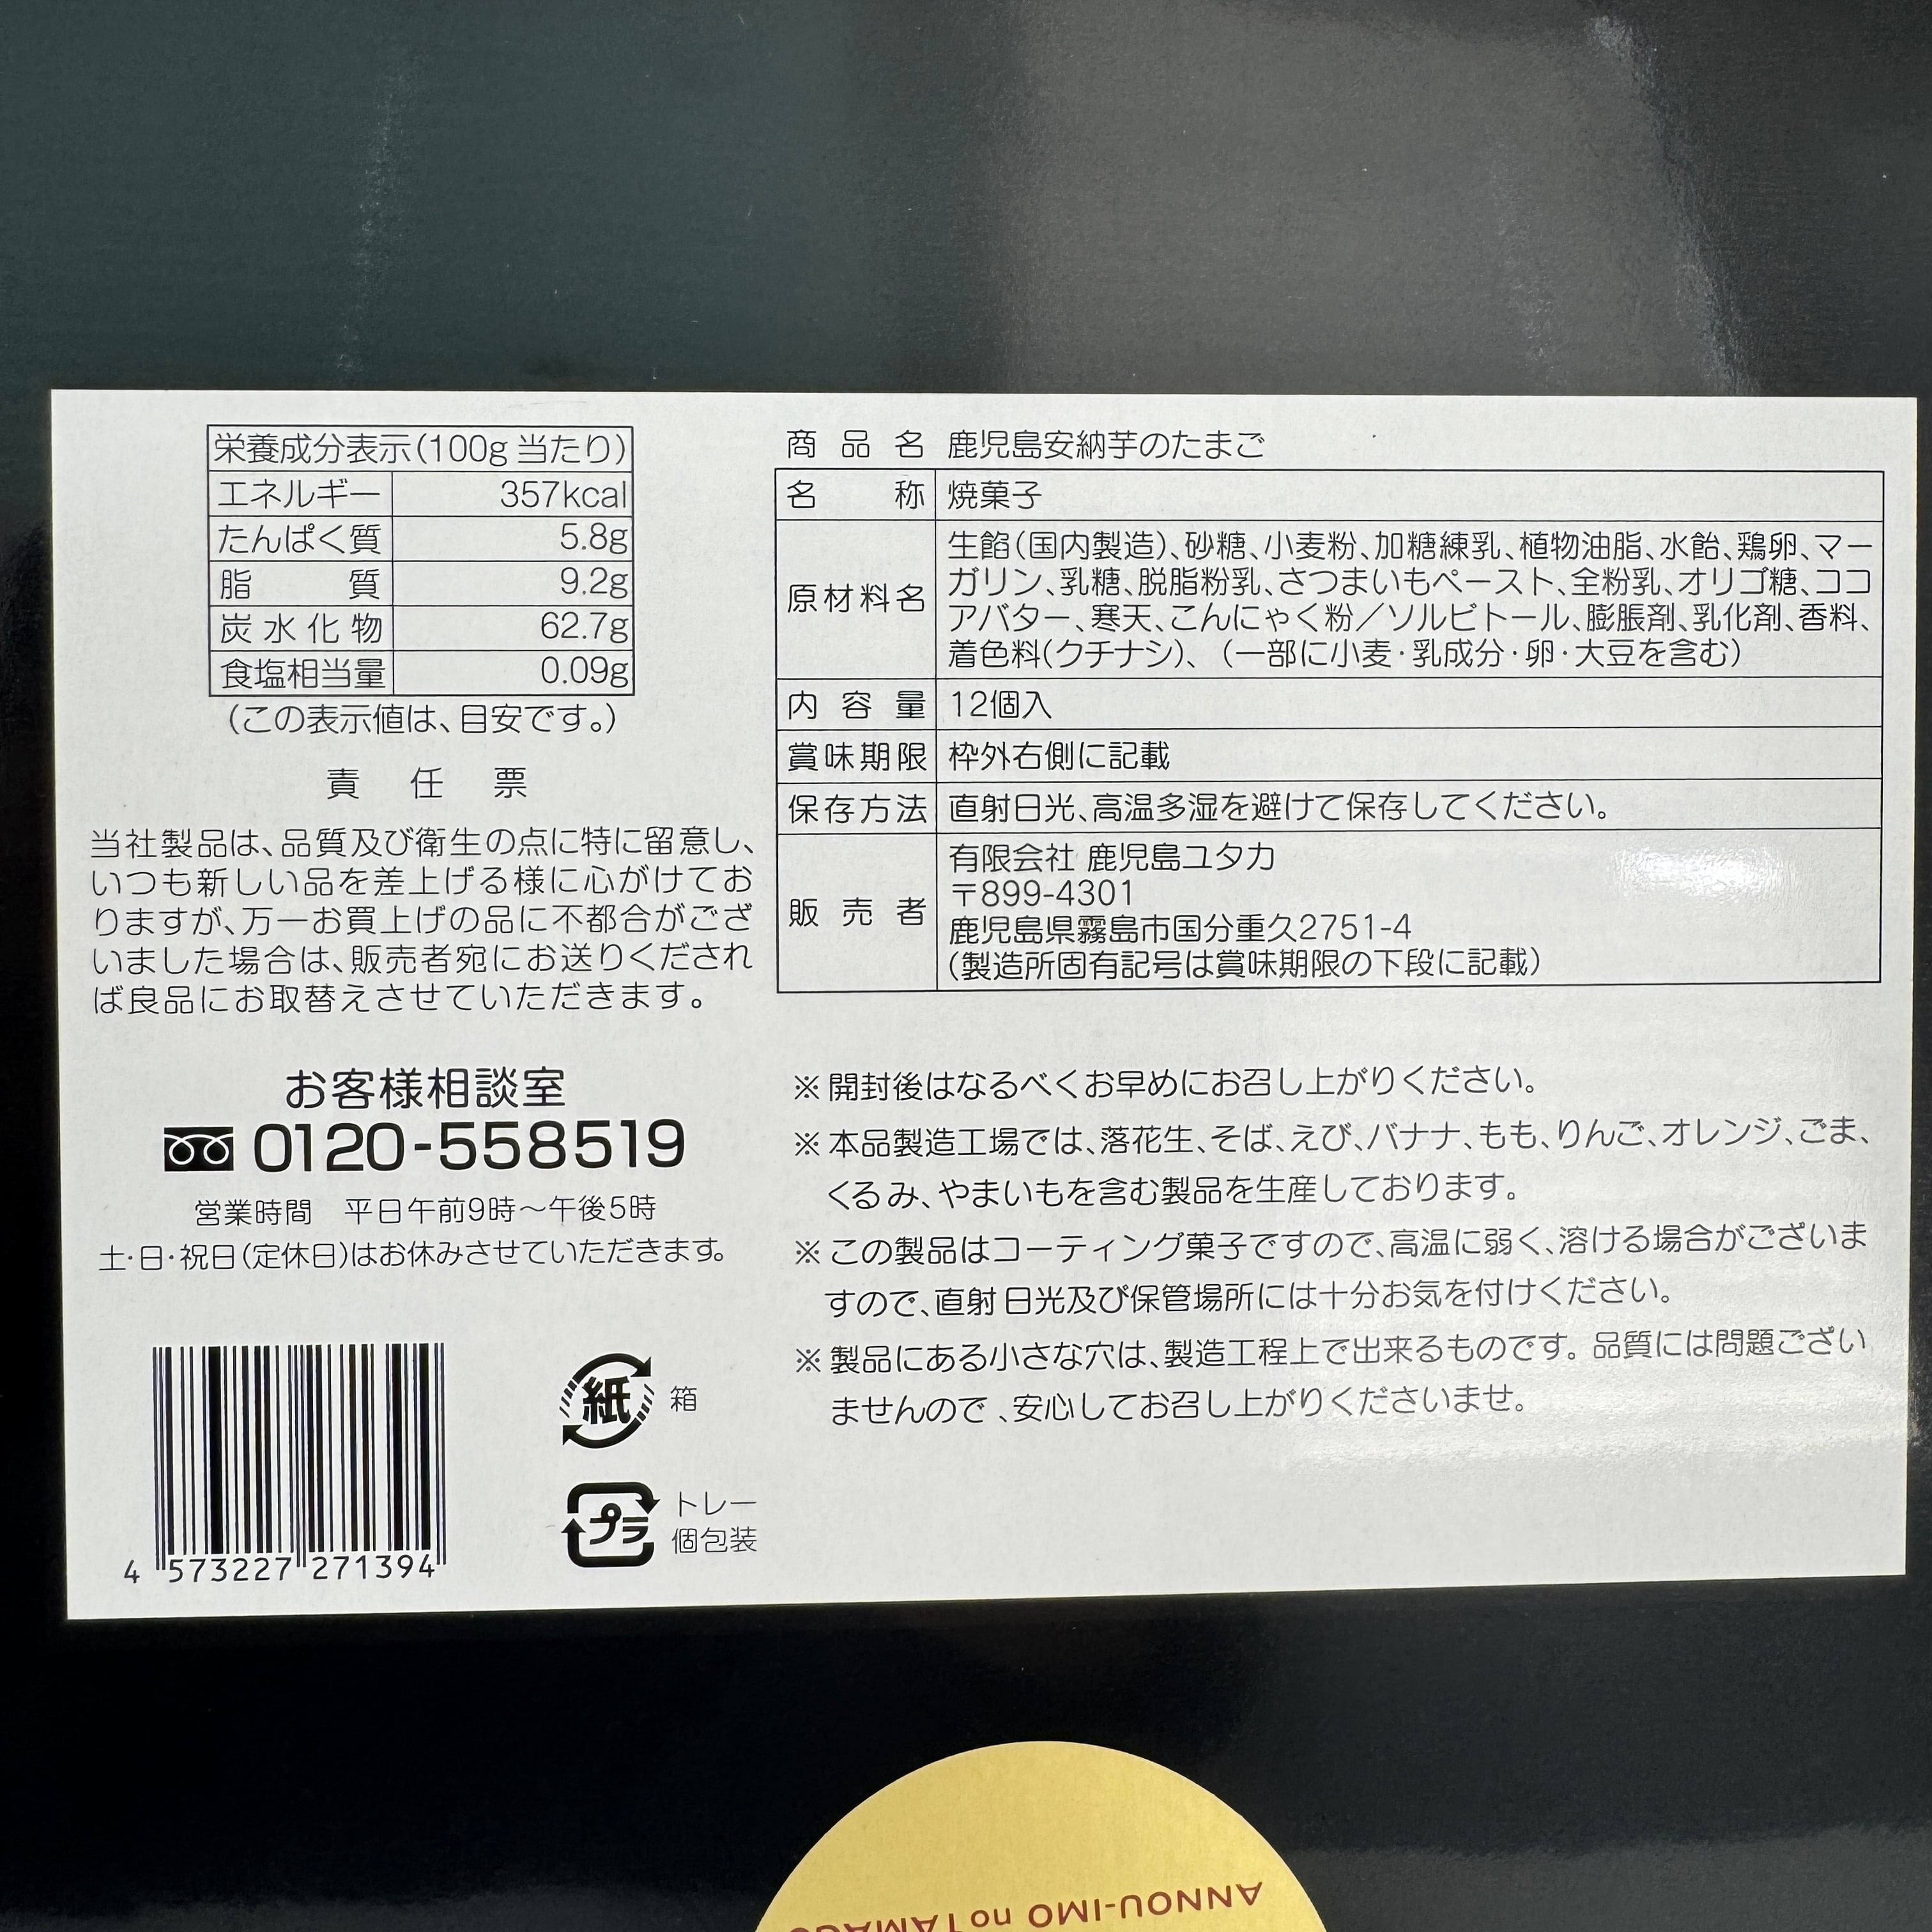 栄養成分表示(100g当たり)
エネルギー 357kcal
たんぱく質 5.8g
脂質 9.2g
炭水化物 62.7g
食塩相当量 0.09g
(この表示値は、目安です。)
責任票
当社製品は、品質及び衛生の点に特に留意し、
いつも新しい品を差上げる様に心がけてお
りますが、万一お買上げの品に不都合がござ
いました場合は、販売者宛にお送りくだされ
ば良品にお取替えさせていただきます。
お客様相談室
0120-558519
営業時間 平日午前9時〜午後5時
土・日・祝日(定休日)はお休みさせていただきます。
4 573227 271394
紙 箱
プラ トレー
個包装
商品名 鹿児島安納芋のたまご
名称 焼菓子
原材料名 生餡(国内製造)、砂糖、小麦粉、加糖練乳、植物油脂、水飴、鶏卵、マー
ガリン、乳糖、脱脂粉乳、さつまいもペースト、全粉乳、オリゴ糖、ココ
アバター、寒天、こんにゃく粉/ソルビトール、膨脹剤、乳化剤、香料、
着色料(クチナシ)、(一部に小麦・乳成分・卵・大豆を含む)
内容量 12個入
賞味期限 枠外右側に記載
保存方法 直射日光、高温多湿を避けて保存してください。
販売者 有限会社 鹿児島ユタカ
〒899-4301
鹿児島県霧島市国分重久2751-4
(製造所固有記号は賞味期限の下段に記載)
※開封後はなるべくお早めにお召し上がりください。
※本品製造工場では、落花生、そば、えび、バナナ、もも、りんご、オレンジ、ごま、
くるみ、やまいもを含む製品を生産しております。
※この製品はコーティング菓子ですので、高温に弱く、溶ける場合がございま
すので、直射日光及び保管場所には十分お気を付けください。
※製品にある小さな穴は、製造工程上で出来るものです。品質には問題ござい
ませんので、安心してお召し上がりくださいませ。
ANNOU-IMO no TAMAGO